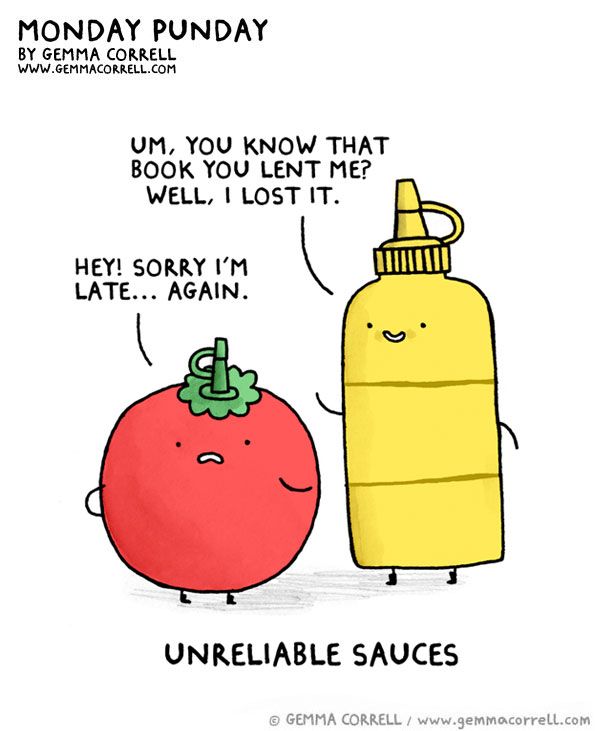 MONDAY PUNDAY
BY GEMMA CORRELL
WWW.GEMMACORRELL.COM
UM, YOU KNOW THAT
BOOK YOU LENT ME?
WELL, I LOST IT.
HEY! SORRY I'M
LATE... AGAIN.
UNRELIABLE SAUCES
© GEMMA CORRELL / www.gemmacorrell.com